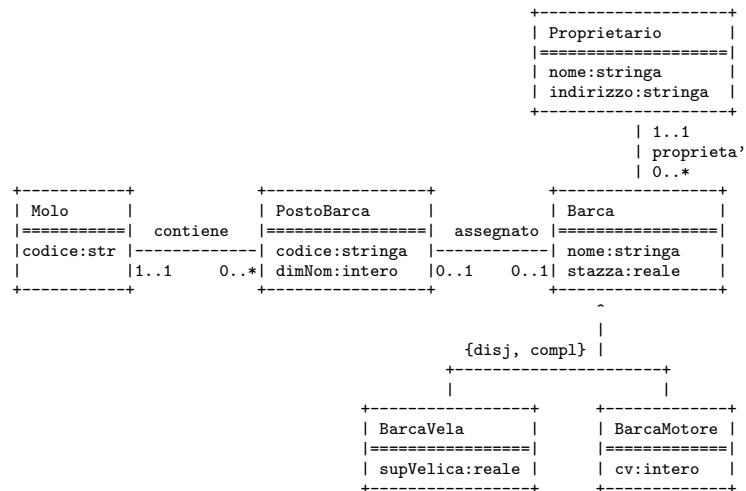 Proprietario
nome:stringa
indirizzo:stringa
1..1
proprieta'
0..*
Molo PostoBarca Barca
contiene assegnato
codice:str codice:stringa nome:stringa
1..1 0..* dimNom:intero 0..1 0..1 stazza:reale
{disj, compl}
BarcaVela BarcaMotore
supVelica:reale cv:intero